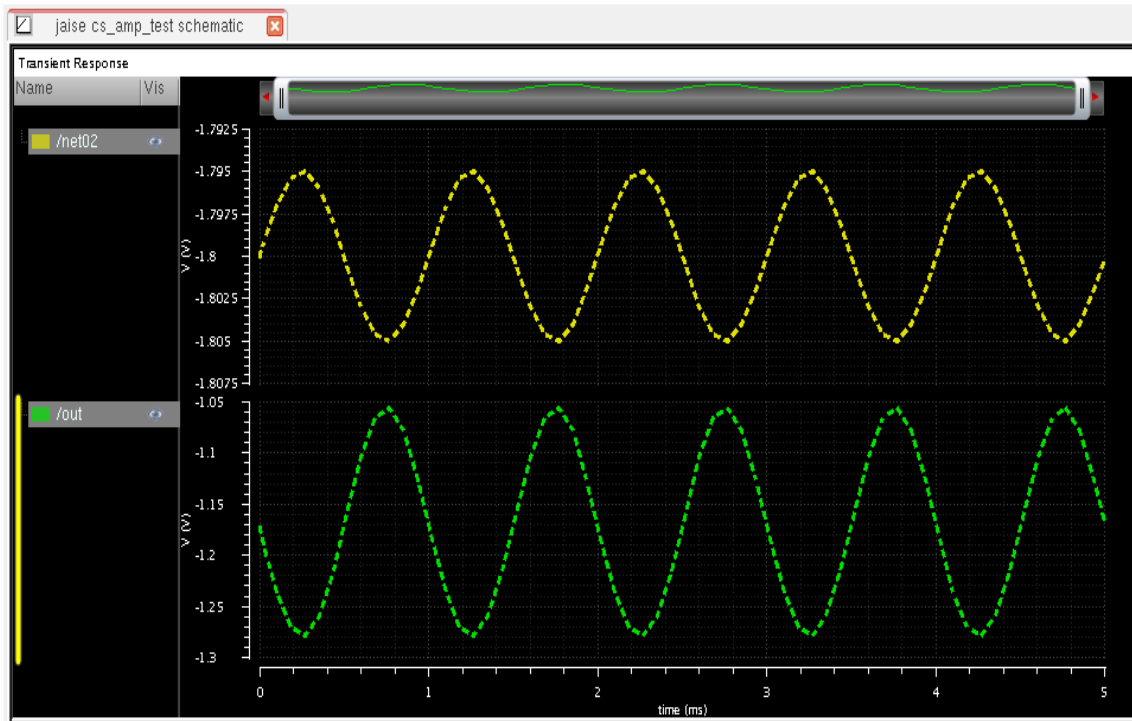 jaise cs_amp_test schematic
Transient Response
Name Vis
/net02
-1.7925
-1.795
-1.7975
-1.8
-1.8025
-1.805
-1.8075
V (V)
/out
-1.05
-1.1
-1.15
-1.2
-1.25
-1.3
V (V)
0 1 2 3 4 5
time (ms)